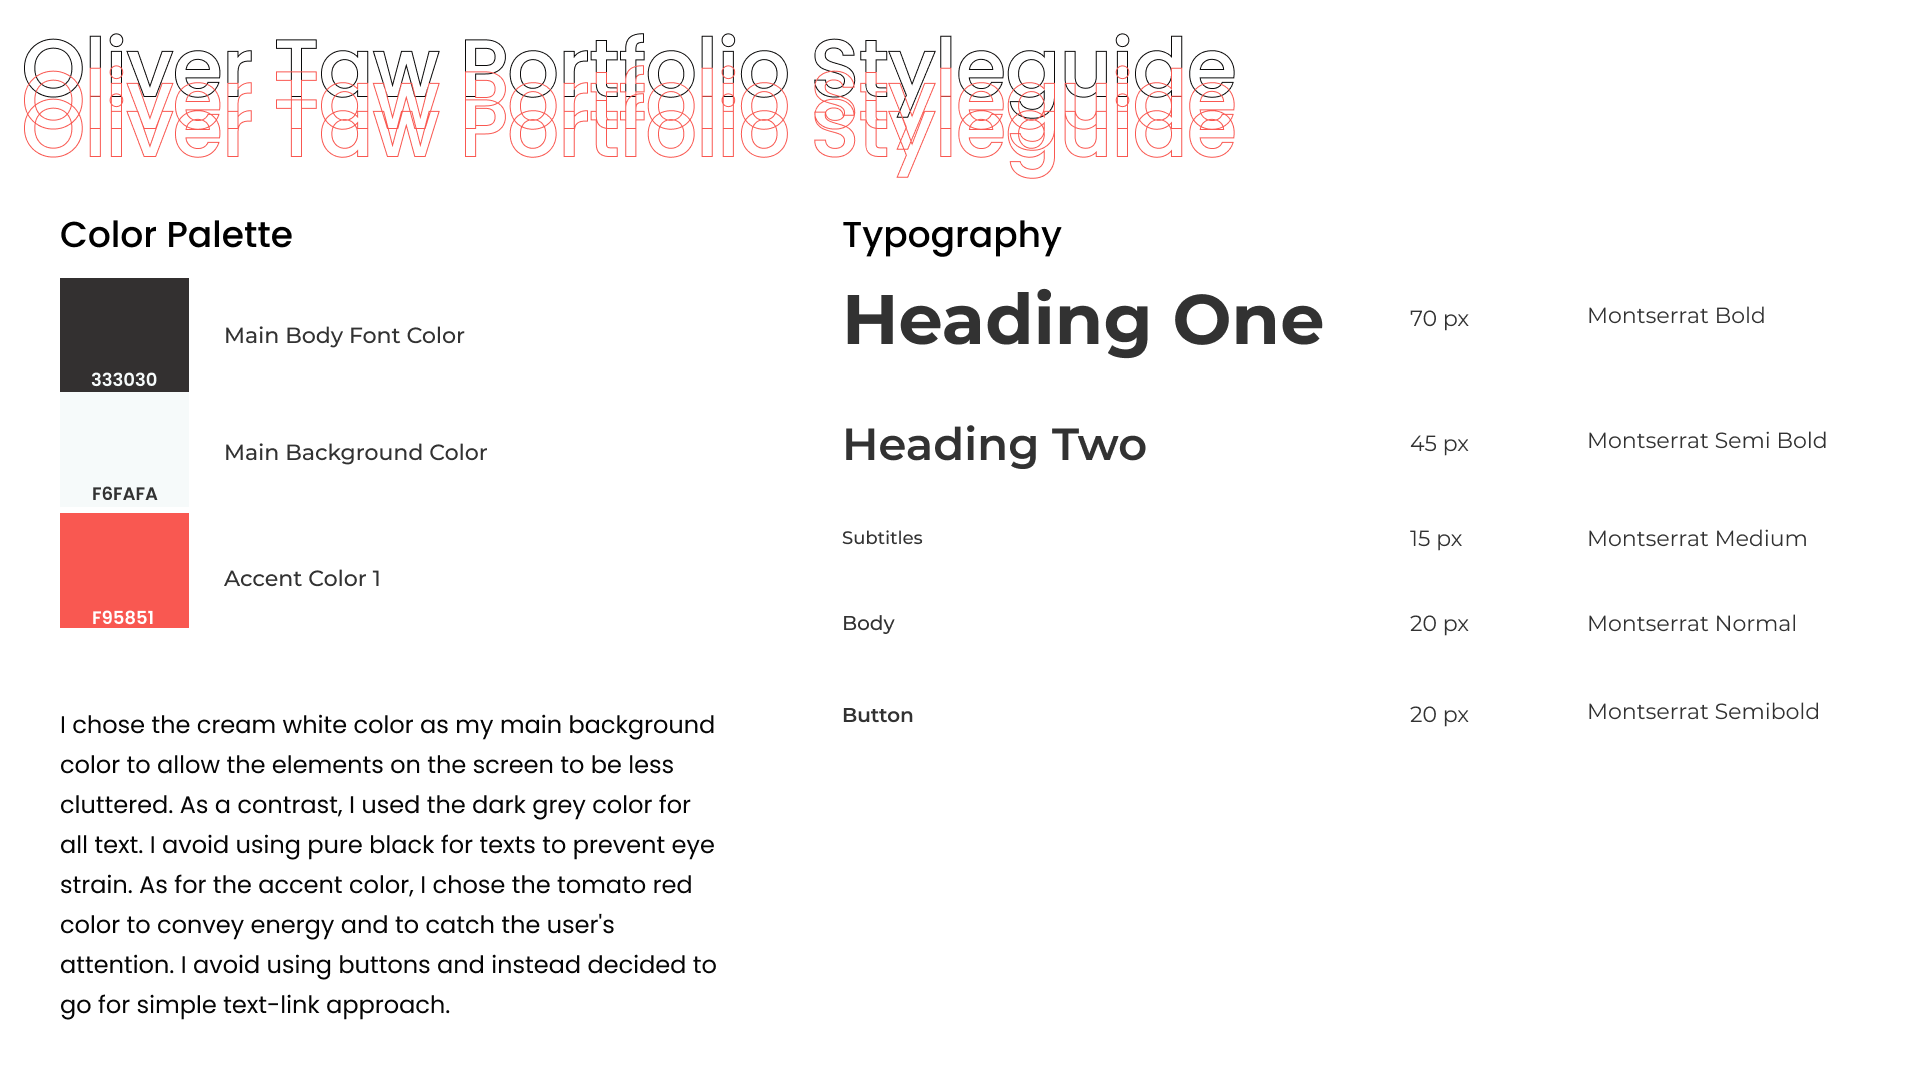 Oliver Taw Portfolio Styleguide
Oliver Taw Portfolio Styleguide
Oliver Taw Portfolio Styleguide
Color Palette
333030
Main Body Font Color
F6FAFA
Main Background Color
F95851
Accent Color 1
I chose the cream white color as my main background
color to allow the elements on the screen to be less
cluttered. As a contrast, I used the dark grey color for
all text. I avoid using pure black for texts to prevent eye
strain. As for the accent color, I chose the tomato red
color to convey energy and to catch the user's
attention. I avoid using buttons and instead decided to
go for simple text-link approach.
Typography
Heading One 70 px Montserrat Bold
Heading Two 45 px Montserrat Semi Bold
Subtitles 15 px Montserrat Medium
Body 20 px Montserrat Normal
Button 20 px Montserrat Semibold